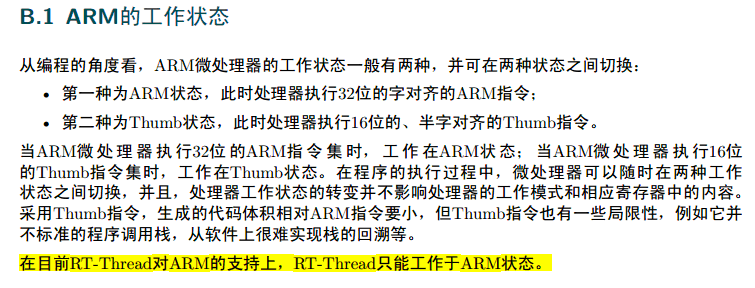 B.1 ARM的工作状态
从编程的角度看，ARM微处理器的工作状态一般有两种，并可在两种状态之间切换：
• 第一种为ARM状态，此时处理器执行32位的字对齐的ARM指令；
• 第二种为Thumb状态，此时处理器执行16位的、半字对齐的Thumb指令。
当ARM微处理器执行32位的ARM指令集时，工作在ARM状态；当ARM微处理器执行16位
的Thumb指令集时，工作在Thumb状态。在程序的执行过程中，微处理器可以随时在两种工作
状态之间切换，并且，处理器工作状态的转变并不影响处理器的工作模式和相应寄存器中的内容。
采用Thumb指令，生成的代码体积相对ARM指令要小，但Thumb指令也有一些局限性，例如它并
不标准的程序调用栈，从软件上很难实现栈的回溯等。
在目前RT-Thread对ARM的支持上，RT-Thread只能工作于ARM状态。